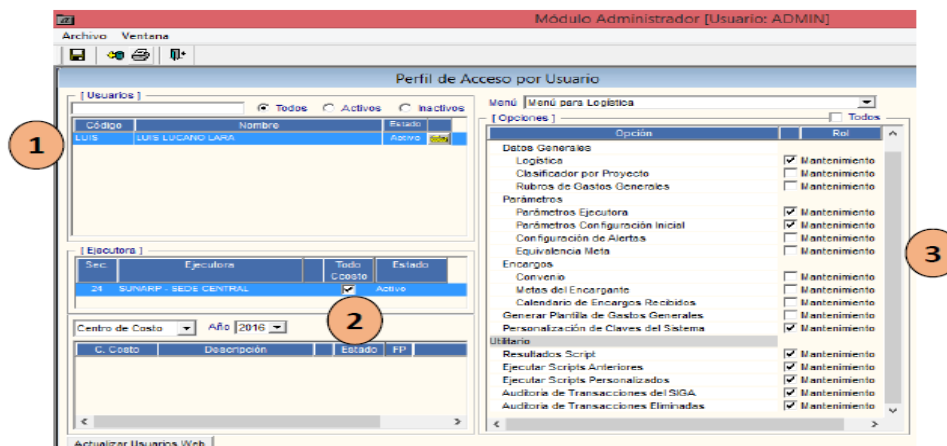 Módulo Administrador [Usuario: ADMIN]
Archivo Ventana
Perfil de Acceso por Usuario
[ Usuarios ]
Todos Activos Inactivos
Código Nombre Estado
LUIS LUIS LUCANO LARA Activo
1
[ Ejecutora ]
Sec. Ejecutora Todo Ccosto Estado
24 SUNARP - SEDE CENTRAL Activo
2
Centro de Costo Año 2016
C. Costo Descripción Estado FP
Actualizar Usuarios Web
Menú Menú para Logística
[ Opciones ] Todos
Opción Rol
Datos Generales
Logística Mantenimiento
Clasificador por Proyecto Mantenimiento
Rubros de Gastos Generales Mantenimiento
Parámetros
Parámetros Ejecutora Mantenimiento
Parámetros Configuración Inicial Mantenimiento
Configuración de Alertas Mantenimiento
Equivalencia Meta Mantenimiento
Encargos
Convenio Mantenimiento
Metas del Encargante Mantenimiento
Calendario de Encargos Recibidos Mantenimiento
Generar Plantilla de Gastos Generales Mantenimiento
Personalización de Claves del Sistema Mantenimiento
Utilitario
Resultados Script Mantenimiento
Ejecutar Scripts Anteriores Mantenimiento
Ejecutar Scripts Personalizados Mantenimiento
Auditoria de Transacciones del SIGA Mantenimiento
Auditoria de Transacciones Eliminadas Mantenimiento
3